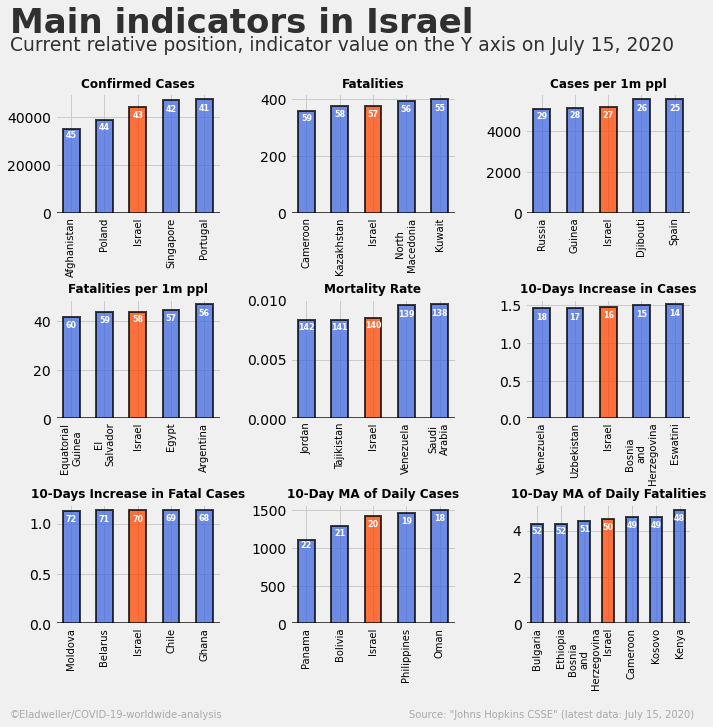 Main indicators in Israel
Current relative position, indicator value on the Y axis on July 15, 2020
Confirmed Cases
40000
20000
0
45
44
43
42
41
Afghanistan
Poland
Israel
Singapore
Portugal
Fatalities
400
200
0
59
58
57
56
55
Cameroon
Kazakhstan
Israel
North
Macedonia
Kuwait
Cases per 1m ppl
4000
2000
0
29
28
27
26
25
Russia
Guinea
Israel
Djibouti
Spain
Fatalities per 1m ppl
40
20
0
60
59
58
57
56
Equatorial
Guinea
El
Salvador
Israel
Egypt
Argentina
Mortality Rate
0.010
0.005
0.000
142
141
140
139
138
Jordan
Tajikistan
Israel
Venezuela
Saudi
Arabia
10-Days Increase in Cases
1.5
1.0
0.5
0.0
18
17
16
15
14
Venezuela
Uzbekistan
Israel
Bosnia
and
Herzegovina
Eswatini
10-Days Increase in Fatal Cases
1.0
0.5
0.0
72
71
70
69
68
Moldova
Belarus
Israel
Chile
Ghana
10-Day MA of Daily Cases
1500
1000
500
0
22
21
20
19
18
Panama
Bolivia
Israel
Philippines
Oman
10-Day MA of Daily Fatalities
4
2
0
52
52
51
50
49
49
48
Bulgaria
Ethiopia
Bosnia
and
Herzegovina
Israel
Cameroon
Kosovo
Kenya
©Eladweller/COVID-19-worldwide-analysis
Source: "Johns Hopkins CSSE" (latest data: July 15, 2020)